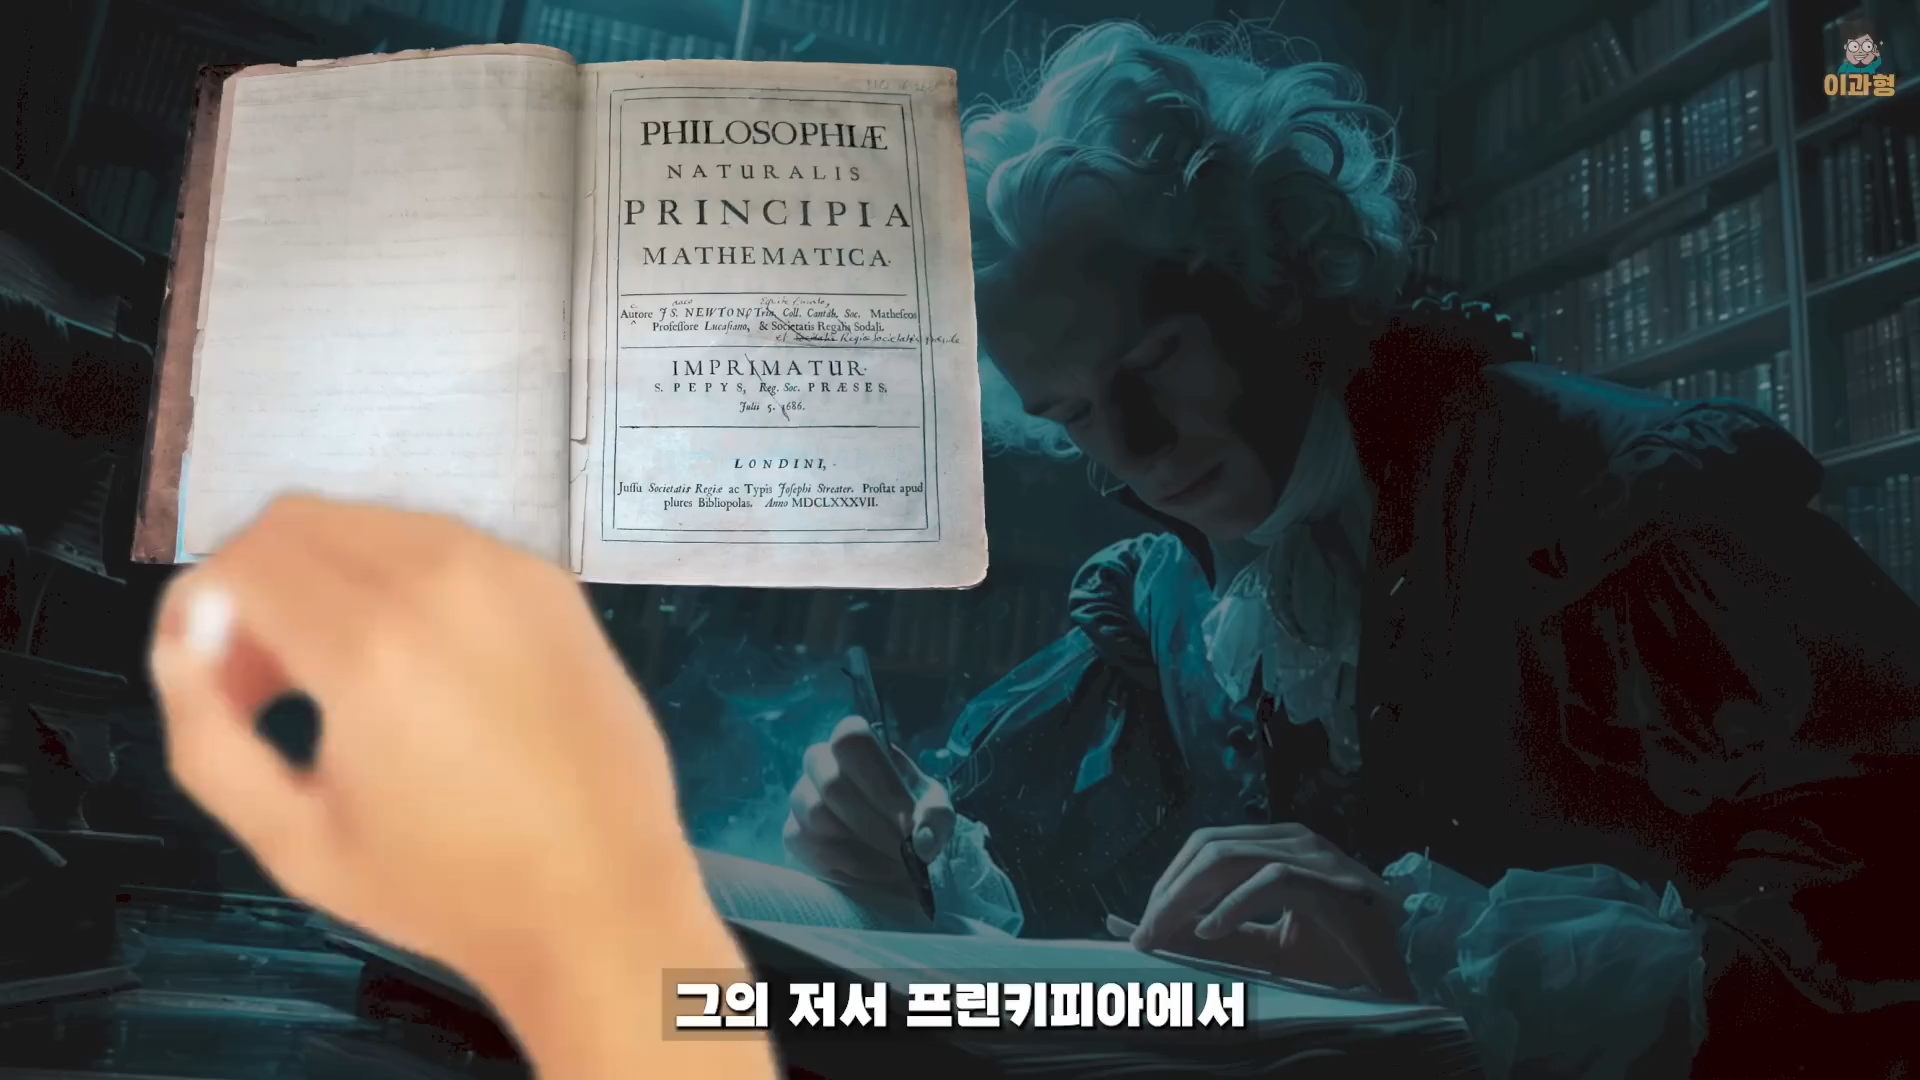 이과형
PHILOSOPHIÆ
NATURALIS
PRINCIPIA
MATHEMATICA.
Autore J S. NEWTON, Trin. Coll. Cantab. Soc. Matheseos
Professore Lucasiano, & Societatis Regalis Sodali.
IMPRIMATUR.
S. PEPYS, Reg. Soc. PRÆSES.
Julii 5. 1686.
LONDINI,
Jussu Societatis Regiæ ac Typis Josephi Streater. Prostat apud
plures Bibliopolas. Anno MDCLXXXVII.
그의 저서 프린키피아에서